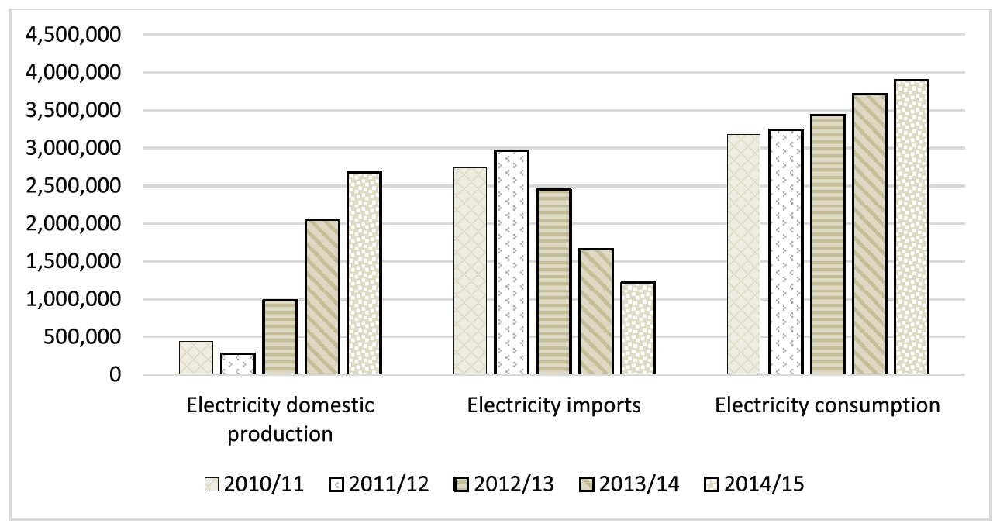 4,500,000
4,000,000
3,500,000
3,000,000
2,500,000
2,000,000
1,500,000
1,000,000
500,000
0
Electricity domestic
production
Electricity imports
Electricity consumption
2010/11 2011/12 2012/13 2013/14 2014/15